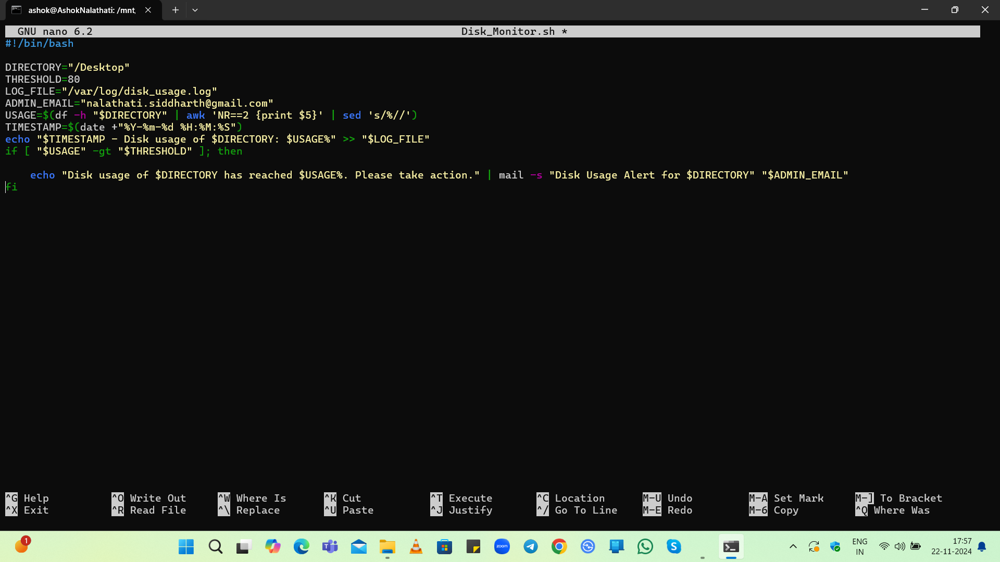 ashok@AshokNalathati: /mnt,
GNU nano 6.2 Disk_Monitor.sh *
#!/bin/bash
DIRECTORY="/Desktop"
THRESHOLD=80
LOG_FILE="/var/log/disk_usage.log"
ADMIN_EMAIL="nalathati.siddharth@gmail.com"
USAGE=$(df -h "$DIRECTORY" | awk 'NR==2 {print $5}' | sed 's/%//')
TIMESTAMP=$(date +"%Y-%m-%d %H:%M:%S")
echo "$TIMESTAMP - Disk usage of $DIRECTORY: $USAGE%" >> "$LOG_FILE"
if [ "$USAGE" -gt "$THRESHOLD" ]; then
echo "Disk usage of $DIRECTORY has reached $USAGE%. Please take action." | mail -s "Disk Usage Alert for $DIRECTORY" "$ADMIN_EMAIL"
fi
^G Help ^O Write Out ^W Where Is ^K Cut ^T Execute ^C Location M-U Undo M-A Set Mark M-] To Bracket
^X Exit ^R Read File ^\ Replace ^U Paste ^J Justify ^/ Go To Line M-E Redo M-6 Copy ^Q Where Was
1
zoom
ENG
IN
17:57
22-11-2024